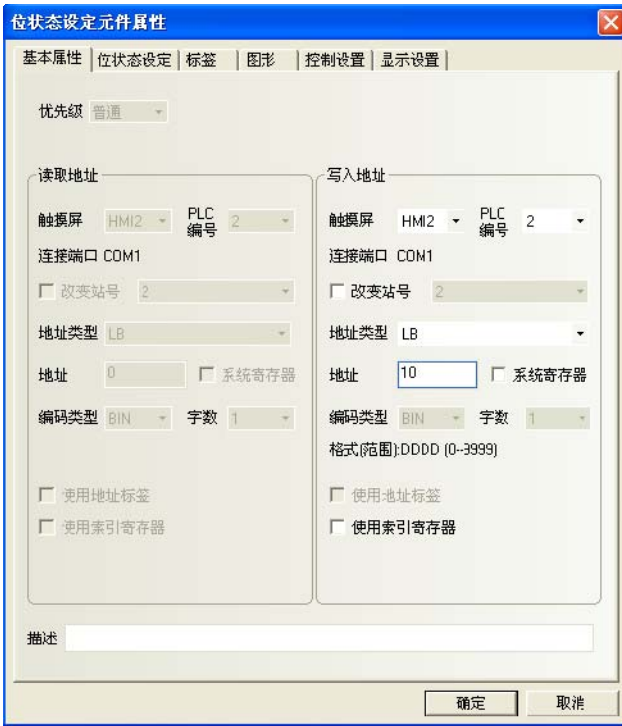 位状态设定元件属性
基本属性 位状态设定 标签 图形 控制设置 显示设置
优先级 普通
读取地址
触摸屏 HMI2 PLC编号 2
连接端口 COM1
改变站号 2
地址类型 LB
地址 0 系统寄存器
编码类型 BIN 字数 1
使用地址标签
使用索引寄存器
写入地址
触摸屏 HMI2 PLC编号 2
连接端口 COM1
改变站号 2
地址类型 LB
地址 10 系统寄存器
编码类型 BIN 字数 1
格式(范围):DDDD (0--9999)
使用地址标签
使用索引寄存器
描述
确定 取消